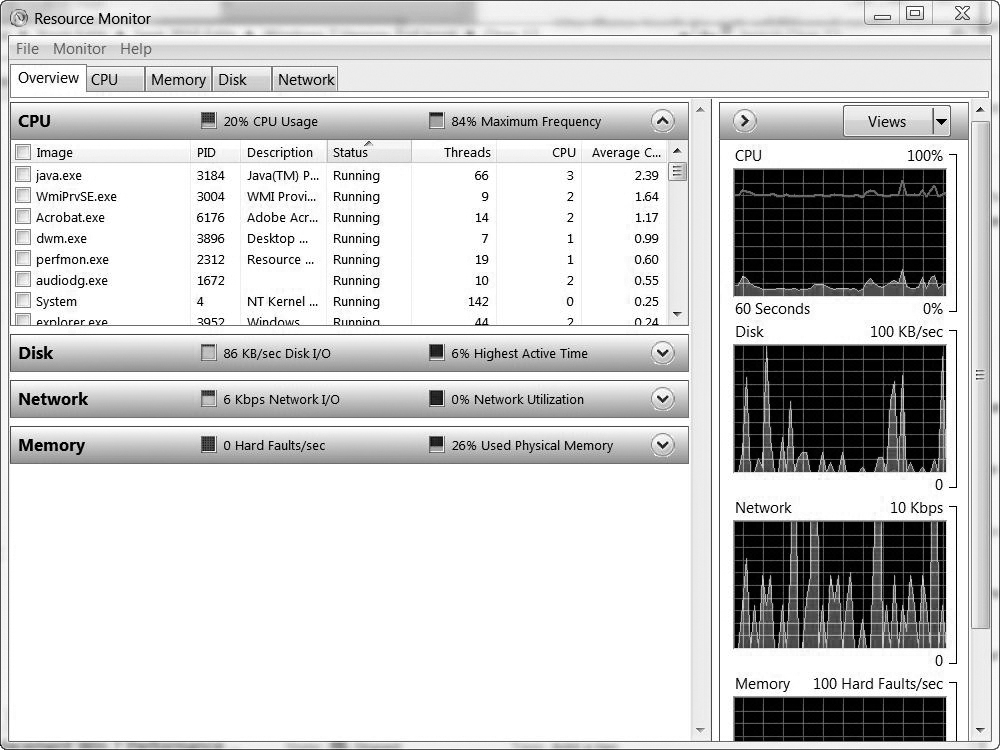 Resource Monitor
File Monitor Help
Overview CPU Memory Disk Network
CPU 20% CPU Usage 84% Maximum Frequency
Image PID Description Status Threads CPU Average C...
java.exe 3184 Java(TM) P... Running 66 3 2.39
WmiPrvSE.exe 3004 WMI Provi... Running 9 2 1.64
Acrobat.exe 6176 Adobe Acr... Running 14 2 1.17
dwm.exe 3896 Desktop ... Running 7 1 0.99
perfmon.exe 2312 Resource ... Running 19 1 0.60
audiodg.exe 1672 Running 10 2 0.55
System 4 NT Kernel ... Running 142 0 0.25
explorer.exe 3952 Windows Running 44 2 0.24
Disk 86 KB/sec Disk I/O 6% Highest Active Time
Network 6 Kbps Network I/O 0% Network Utilization
Memory 0 Hard Faults/sec 26% Used Physical Memory
Views
CPU 100%
60 Seconds 0%
Disk 100 KB/sec
0
Network 10 Kbps
0
Memory 100 Hard Faults/sec